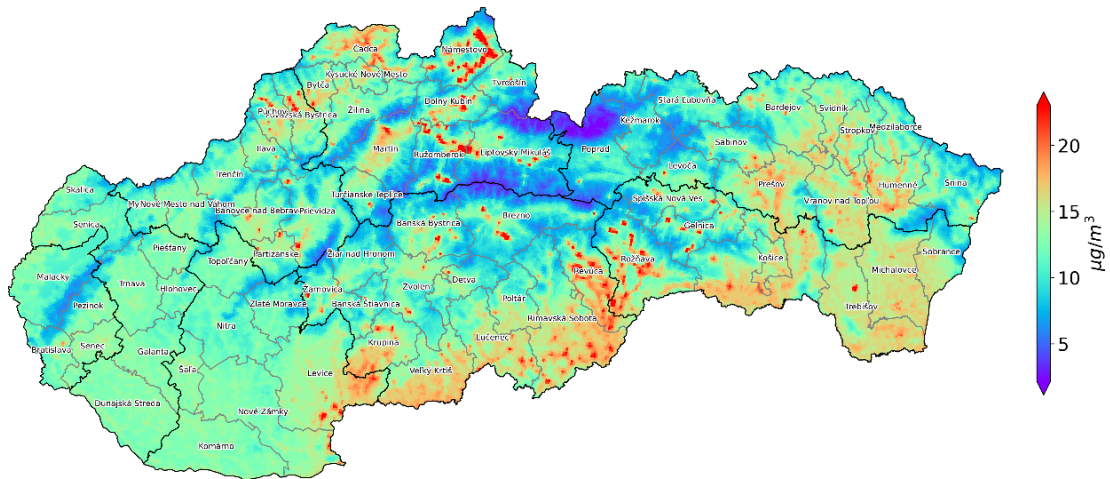 Čadca
Námestovo
Kysucké Nové Mesto
Tvrdošín
Bytča
Dolný Kubín
Stará Ľubovňa
Bardejov
Svidník
Púchov
Považská Bystrica
Žilina
Kežmarok
Stropkov
Medzilaborce
Ilava
Martin
Ružomberok
Liptovský Mikuláš
Poprad
Sabinov
Levoča
Trenčín
Prešov
Humenné
Snina
Skalica
Turčianske Teplice
Spišská Nová Ves
Vranov nad Topľou
Nové Mesto nad Váhom
Bánovce nad Bebravou
Prievidza
Senica
Banská Bystrica
Brezno
Gelnica
Piešťany
Partizánske
Žiar nad Hronom
Košice
Sobrance
Topoľčany
Rožňava
Malacky
Revúca
Michalovce
Trnava
Hlohovec
Detva
Zvolen
Žarnovica
Pezinok
Zlaté Moravce
Banská Štiavnica
Poltár
Trebišov
Nitra
Rimavská Sobota
Bratislava
Senec
Galanta
Krupina
Lučenec
Šaľa
Levice
Veľký Krtíš
Dunajská Streda
Nové Zámky
Komárno
20
15
10
5
μg/m³